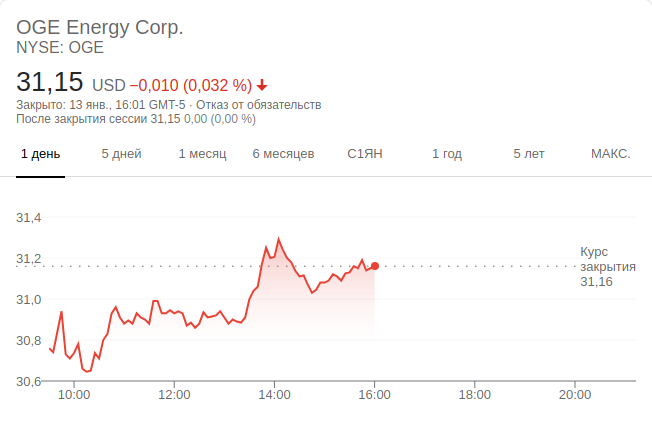 OGE Energy Corp.
NYSE: OGE
31,15 USD −0,010 (0,032 %)
Закрыто: 13 янв., 16:01 GMT-5 · Отказ от обязательств
После закрытия сессии 31,15 0,00 (0,00 %)
1 день 5 дней 1 месяц 6 месяцев С1ЯН 1 год 5 лет МАКС.
31,4
31,2
31,0
30,8
30,6
Курс
закрытия
31,16
10:00 12:00 14:00 16:00 18:00 20:00